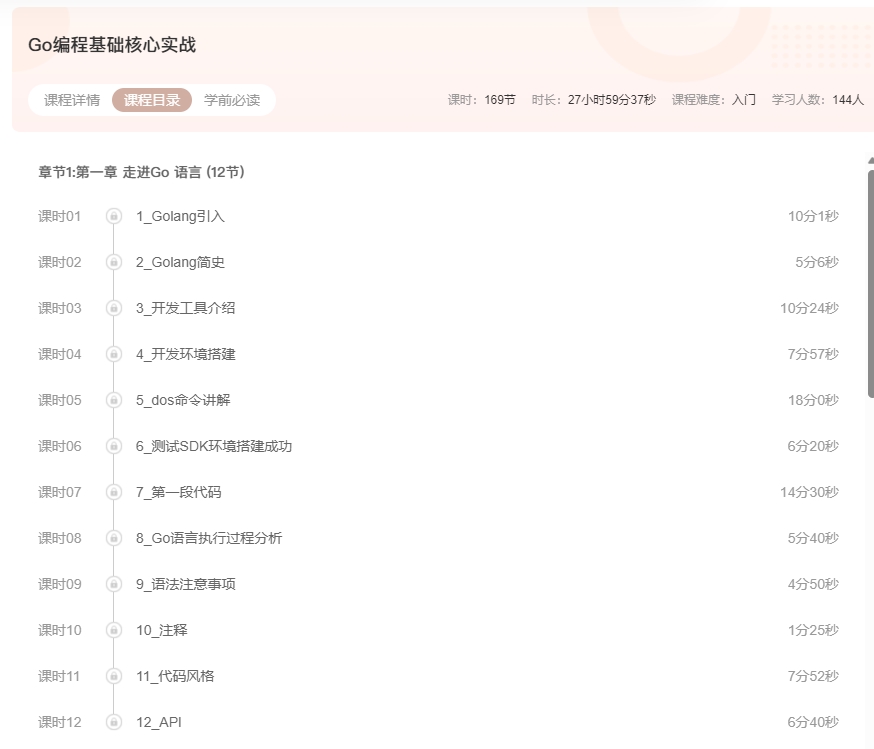 Go编程基础核心实战
课程详情 课程目录 学前必读 课时：169节 时长：27小时59分37秒 课程难度：入门 学习人数：144人
章节1:第一章 走进Go 语言 (12节)
课时01 1_Golang引入 10分1秒
课时02 2_Golang简史 5分6秒
课时03 3_开发工具介绍 10分24秒
课时04 4_开发环境搭建 7分57秒
课时05 5_dos命令讲解 18分0秒
课时06 6_测试SDK环境搭建成功 6分20秒
课时07 7_第一段代码 14分30秒
课时08 8_Go语言执行过程分析 5分40秒
课时09 9_语法注意事项 4分50秒
课时10 10_注释 1分25秒
课时11 11_代码风格 7分52秒
课时12 12_API 6分40秒